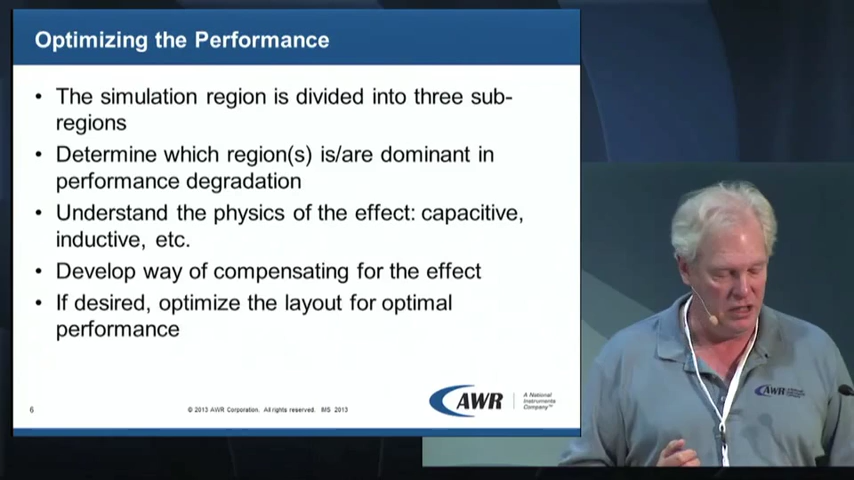 Optimizing the Performance
• The simulation region is divided into three sub-
regions
• Determine which region(s) is/are dominant in
performance degradation
• Understand the physics of the effect: capacitive,
inductive, etc.
• Develop way of compensating for the effect
• If desired, optimize the layout for optimal
performance
6
© 2013 AWR Corporation. All rights reserved. IMS 2013
AWR
A National
Instruments
Company™
AWR